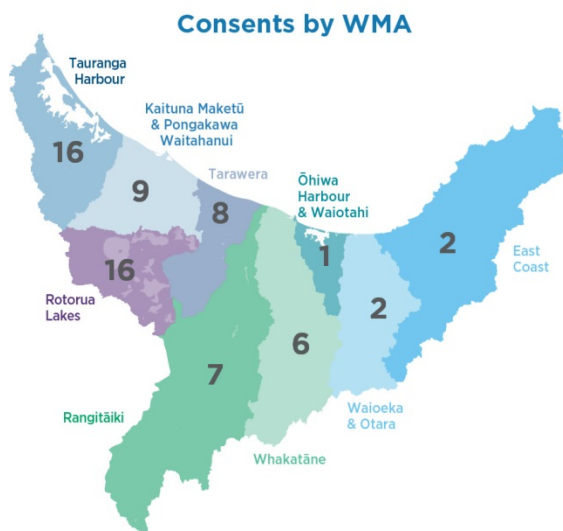 Consents by WMA
Tauranga
Harbour
Kaituna Maketū
& Pongakawa
Waitahanui
Tarawera
Ōhiwa
Harbour
& Waiotahi
16
9
8
1
2
East
Coast
16
Rotorua
Lakes
2
6
7
Rangitāiki
Waioeka
& Otara
Whakatāne